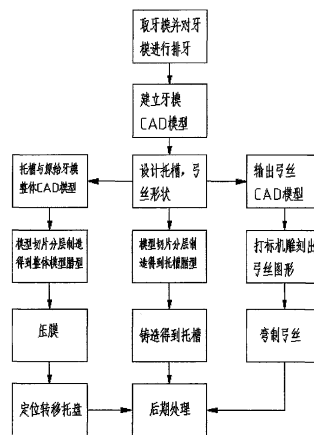 取牙模并对牙
模进行排牙
建立牙模
CAD模型
托槽与原始牙模
整体CAD模型
设计托槽,弓
丝形状
输出弓丝
CAD模型
模型切片分层制造
得到整体模型腊型
模型切片分层制
造得到托槽腊型
打标机雕刻出
弓丝图形
压膜
铸造得到托槽
弯制弓丝
定位转移托盘
后期处理